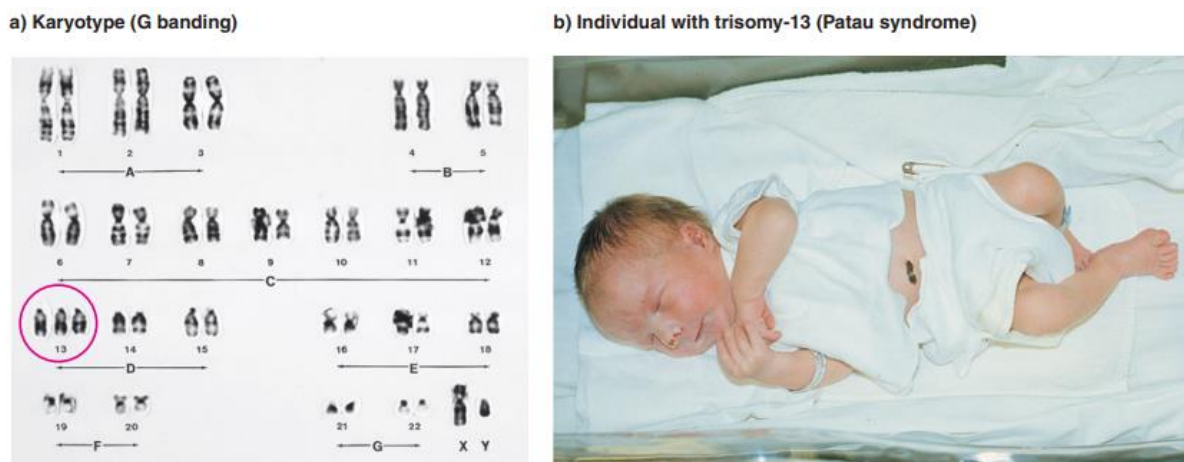 a) Karyotype (G banding)
b) Individual with trisomy-13 (Patau syndrome)
1 2 3 4 5
A B
6 7 8 9 10 11 12
C
13 14 15 16 17 18
D E
19 20 21 22 X Y
F G